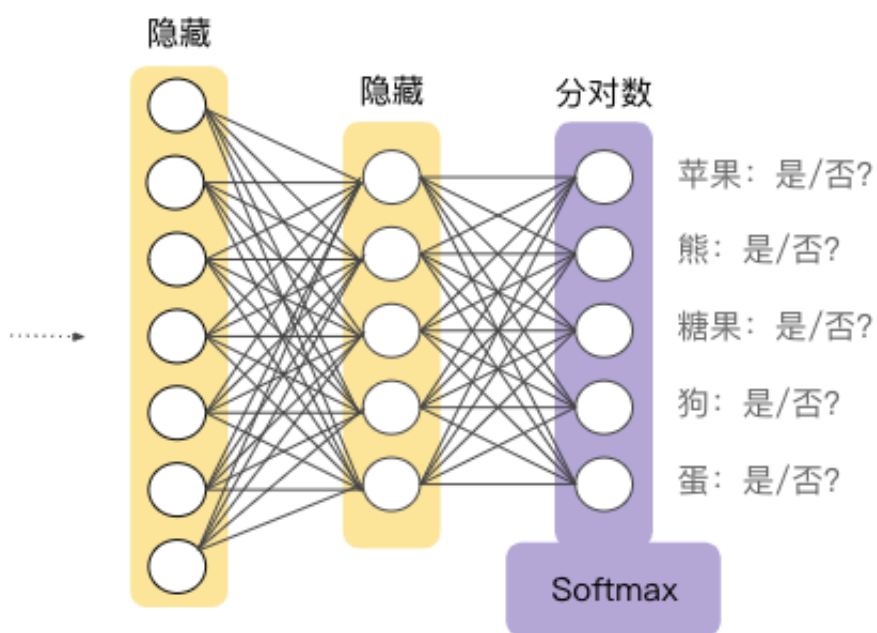 隐藏
隐藏
分对数
苹果：是/否?
熊：是/否?
糖果：是/否?
狗：是/否?
蛋：是/否?
Softmax